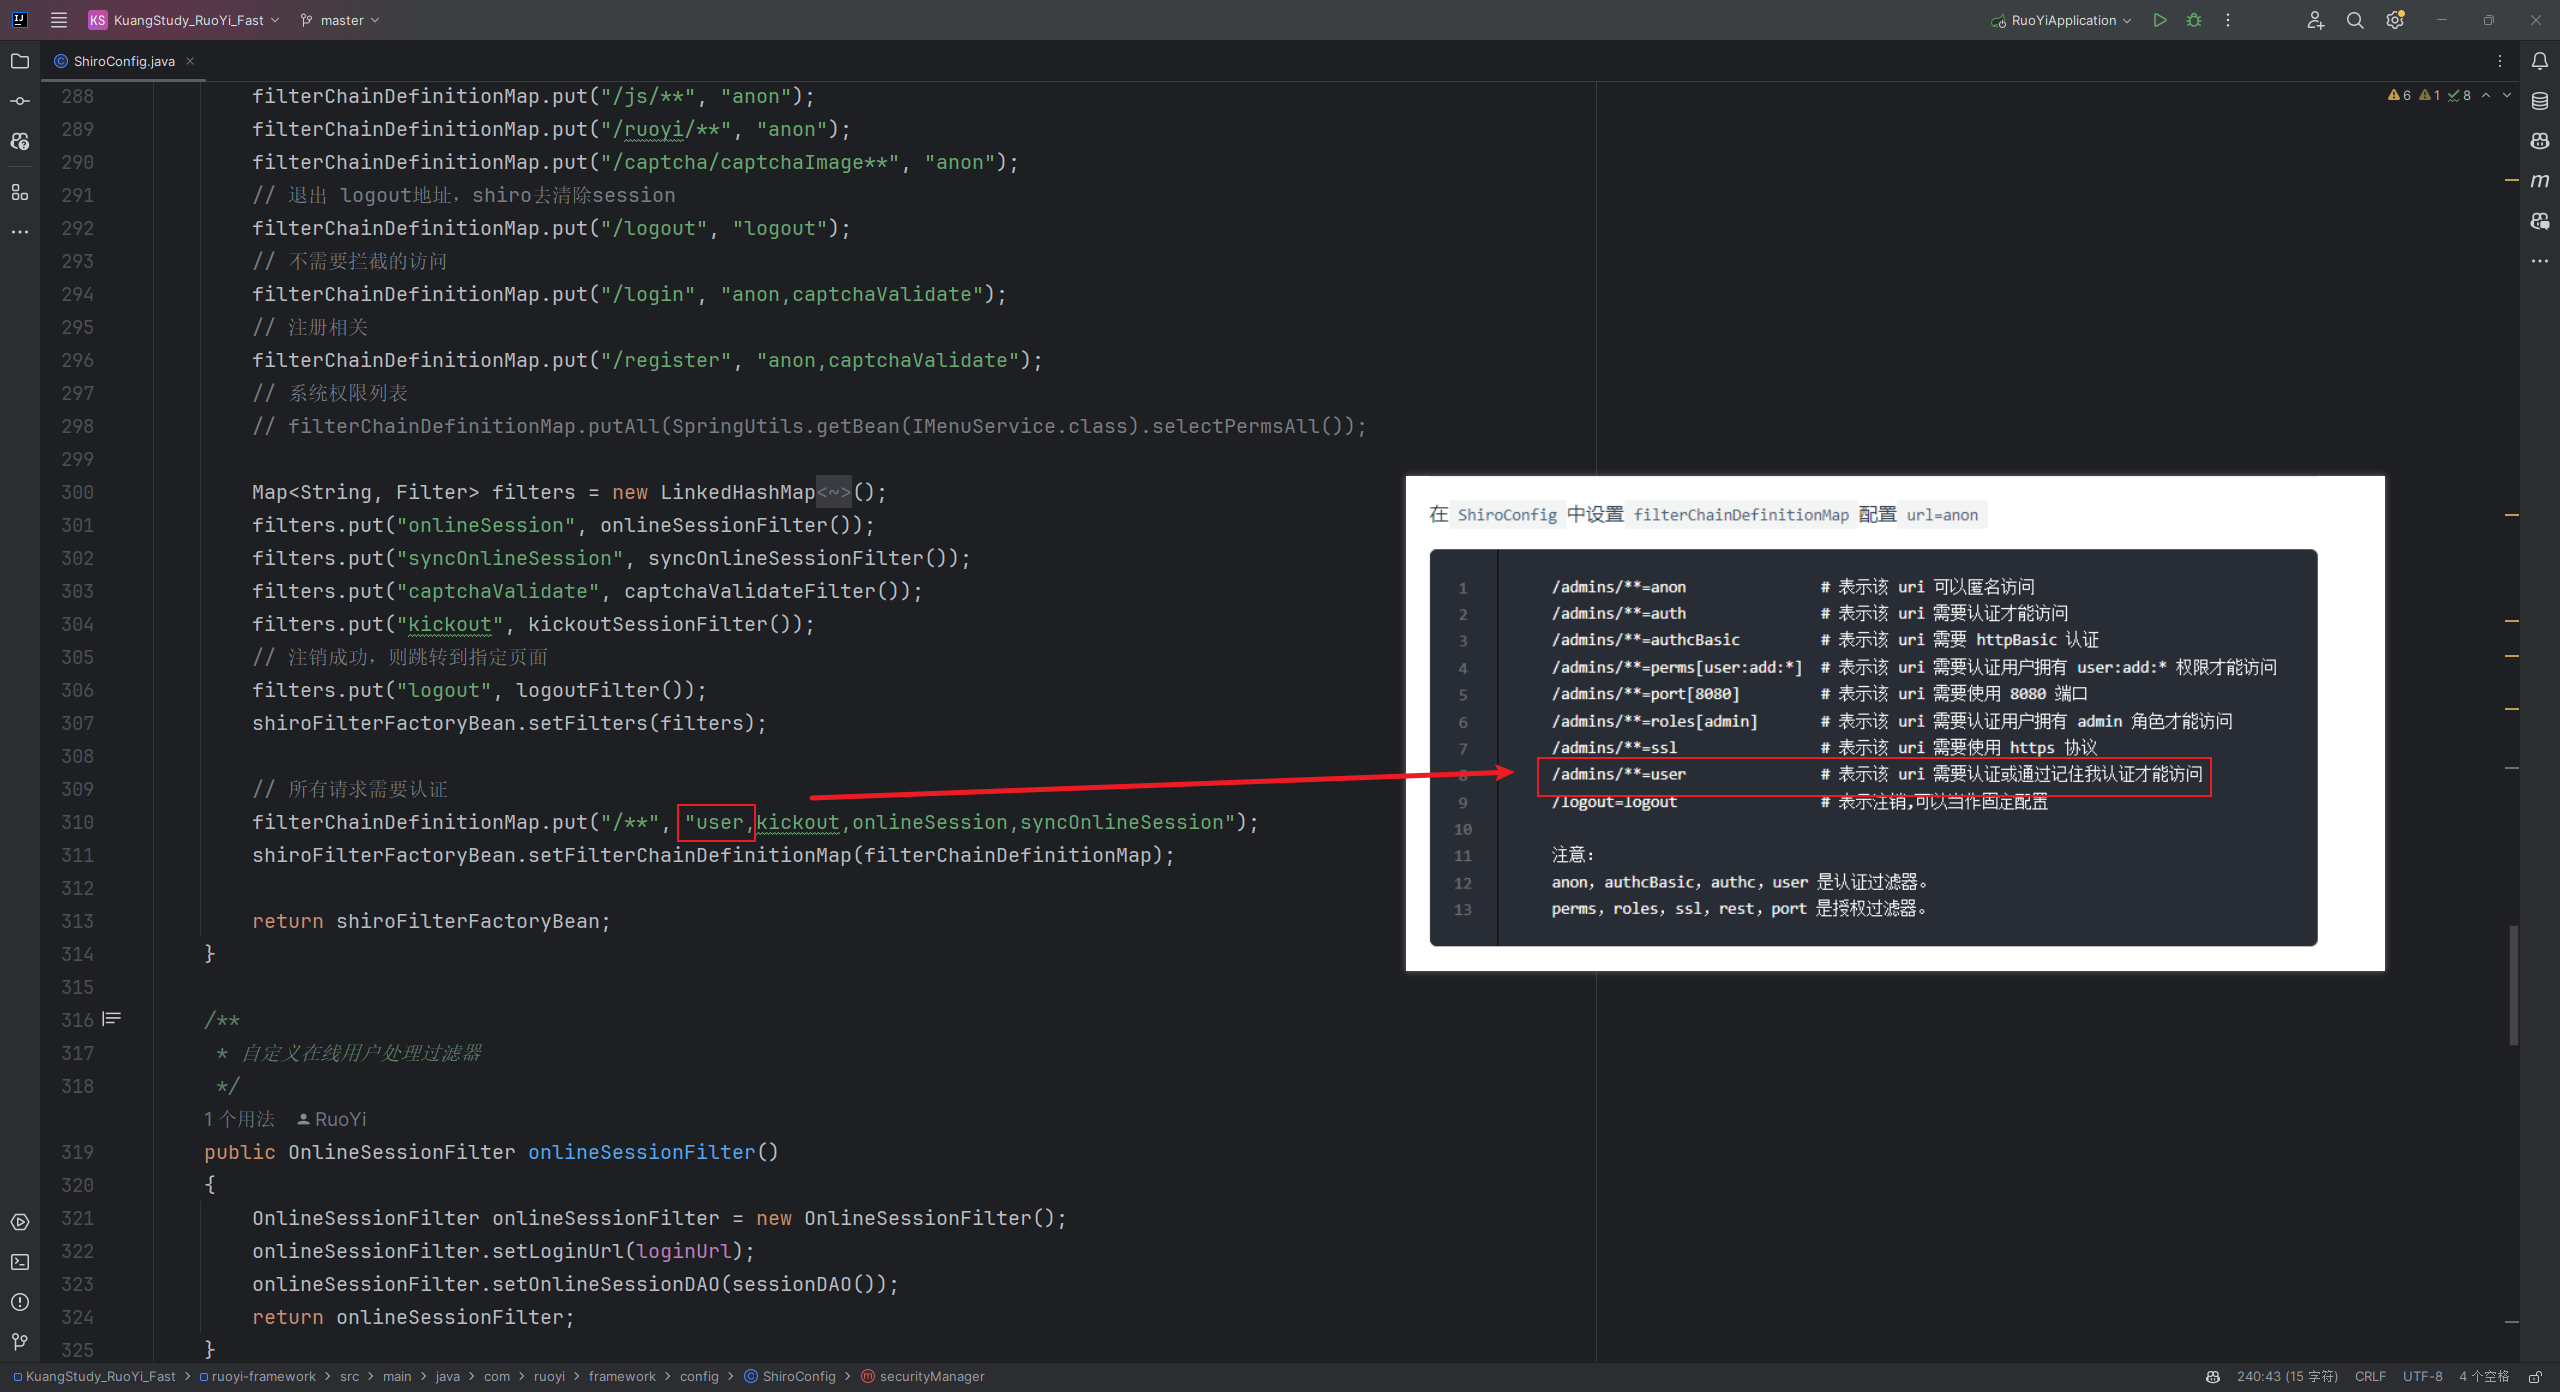 KS KuangStudy_RuoYi_Fast master RuoYiApplication
ShiroConfig.java
6 1 8
288 filterChainDefinitionMap.put("/js/**", "anon");
289 filterChainDefinitionMap.put("/ruoyi/**", "anon");
290 filterChainDefinitionMap.put("/captcha/captchaImage**", "anon");
291 // 退出 logout地址，shiro去清除session
292 filterChainDefinitionMap.put("/logout", "logout");
293 // 不需要拦截的访问
294 filterChainDefinitionMap.put("/login", "anon,captchaValidate");
295 // 注册相关
296 filterChainDefinitionMap.put("/register", "anon,captchaValidate");
297 // 系统权限列表
298 // filterChainDefinitionMap.putAll(SpringUtils.getBean(IMenuService.class).selectPermsAll());
299
300 Map<String, Filter> filters = new LinkedHashMap<~>();
301 filters.put("onlineSession", onlineSessionFilter());
302 filters.put("syncOnlineSession", syncOnlineSessionFilter());
303 filters.put("captchaValidate", captchaValidateFilter());
304 filters.put("kickout", kickoutSessionFilter());
305 // 注销成功，则跳转到指定页面
306 filters.put("logout", logoutFilter());
307 shiroFilterFactoryBean.setFilters(filters);
308
309 // 所有请求需要认证
310 filterChainDefinitionMap.put("/**", "user,kickout,onlineSession,syncOnlineSession");
311 shiroFilterFactoryBean.setFilterChainDefinitionMap(filterChainDefinitionMap);
312
313 return shiroFilterFactoryBean;
314 }
315
316 /**
317 * 自定义在线用户处理过滤器
318 */
1 个用法 RuoYi
319 public OnlineSessionFilter onlineSessionFilter()
320 {
321 OnlineSessionFilter onlineSessionFilter = new OnlineSessionFilter();
322 onlineSessionFilter.setLoginUrl(loginUrl);
323 onlineSessionFilter.setOnlineSessionDAO(sessionDAO());
324 return onlineSessionFilter;
325 }
在 ShiroConfig 中设置 filterChainDefinitionMap 配置 url=anon
1 /admins/**=anon # 表示该 uri 可以匿名访问
2 /admins/**=auth # 表示该 uri 需要认证才能访问
3 /admins/**=authcBasic # 表示该 uri 需要 httpBasic 认证
4 /admins/**=perms[user:add:*] # 表示该 uri 需要认证用户拥有 user:add:* 权限才能访问
5 /admins/**=port[8080] # 表示该 uri 需要使用 8080 端口
6 /admins/**=roles[admin] # 表示该 uri 需要认证用户拥有 admin 角色才能访问
7 /admins/**=ssl # 表示该 uri 需要使用 https 协议
8 /admins/**=user # 表示该 uri 需要认证或通过记住我认证才能访问
9 /logout=logout # 表示注销,可以当作固定配置
10
11 注意：
12 anon，authcBasic，authc，user 是认证过滤器。
13 perms，roles，ssl，rest，port 是授权过滤器。
KuangStudy_RuoYi_Fast > ruoyi-framework > src > main > java > com > ruoyi > framework > config > ShiroConfig > securityManager 240:43 (15 字符) CRLF UTF-8 4 个空格